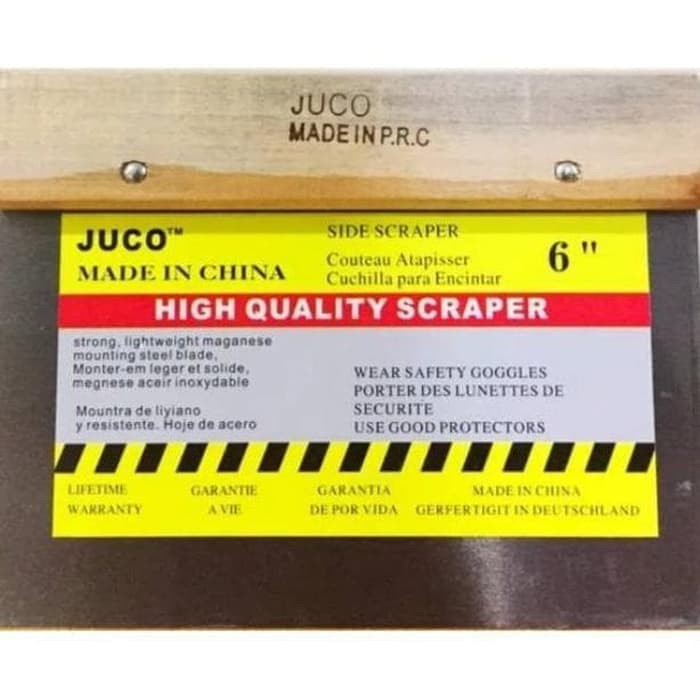 JUCO
MADE IN P.R.C
JUCO™
MADE IN CHINA
SIDE SCRAPER
Couteau Atapisser
Cuchilla para Encintar
6"
HIGH QUALITY SCRAPER
strong, lightweight maganese
mounting steel blade,
Monter-em leger et solide,
megnese aceir inoxydable
Mountra de liyiano
y resistente. Hoje de acero
WEAR SAFETY GOGGLES
PORTER DES LUNETTES DE
SECURITE
USE GOOD PROTECTORS
LIFETIME
WARRANTY
GARANTIE
A VIE
GARANTIA
DE POR VIDA
MADE IN CHINA
GERFERTIGIT IN DEUTSCHLAND